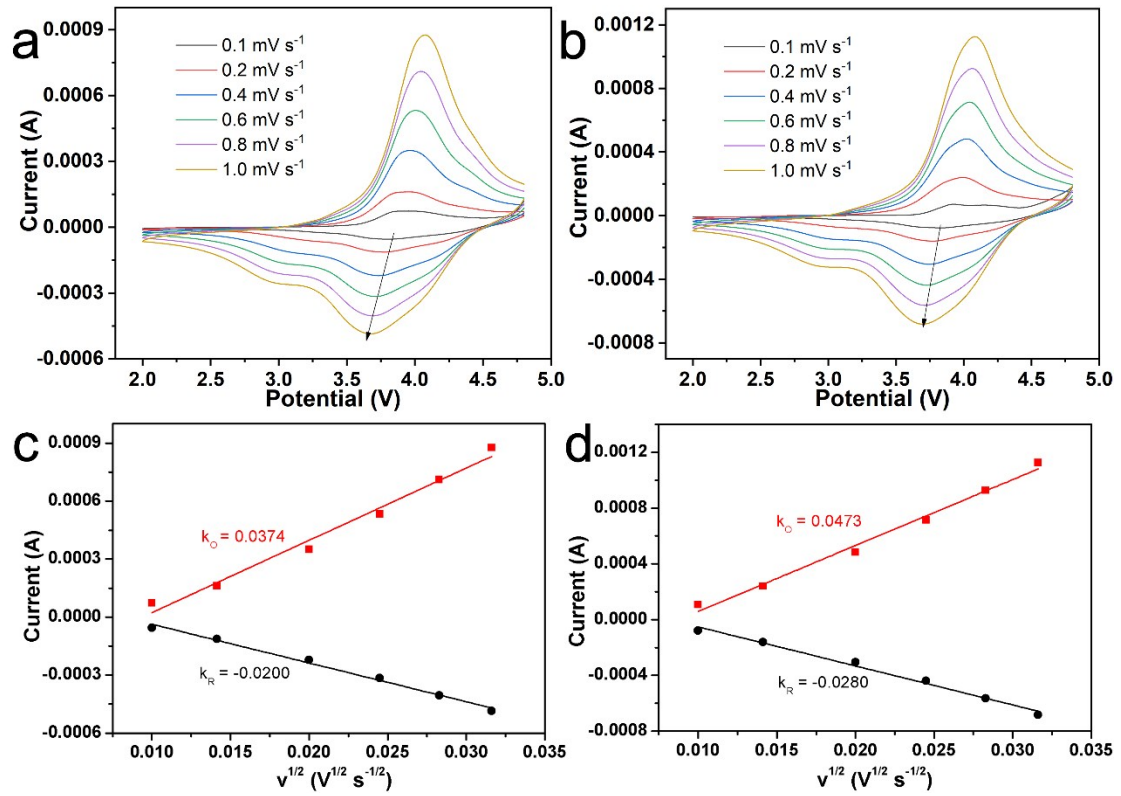 a
0.0009
0.0006
0.0003
0.0000
-0.0003
-0.0006
Current (A)
0.1 mV s⁻¹
0.2 mV s⁻¹
0.4 mV s⁻¹
0.6 mV s⁻¹
0.8 mV s⁻¹
1.0 mV s⁻¹
2.0 2.5 3.0 3.5 4.0 4.5 5.0
Potential (V)
b
0.0012
0.0008
0.0004
0.0000
-0.0004
-0.0008
Current (A)
0.1 mV s⁻¹
0.2 mV s⁻¹
0.4 mV s⁻¹
0.6 mV s⁻¹
0.8 mV s⁻¹
1.0 mV s⁻¹
2.0 2.5 3.0 3.5 4.0 4.5 5.0
Potential (V)
c
0.0009
0.0006
0.0003
0.0000
-0.0003
-0.0006
Current (A)
k_O = 0.0374
k_R = -0.0200
0.010 0.015 0.020 0.025 0.030 0.035
v^1/2 (V^1/2 s^-1/2)
d
0.0012
0.0008
0.0004
0.0000
-0.0004
-0.0008
Current (A)
k_O = 0.0473
k_R = -0.0280
0.010 0.015 0.020 0.025 0.030 0.035
v^1/2 (V^1/2 s^-1/2)